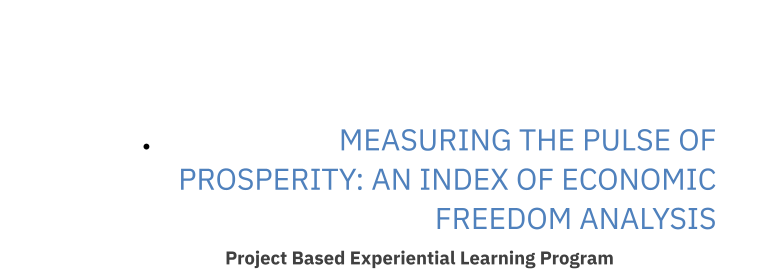 • MEASURING THE PULSE OF
PROSPERITY: AN INDEX OF ECONOMIC
FREEDOM ANALYSIS
Project Based Experiential Learning Program